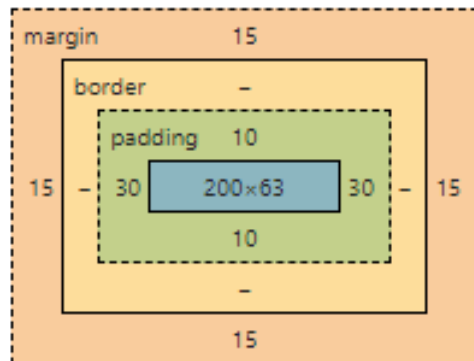 margin 15
border –
padding 10
15 – 30 200×63 30 – 15
10
–
15